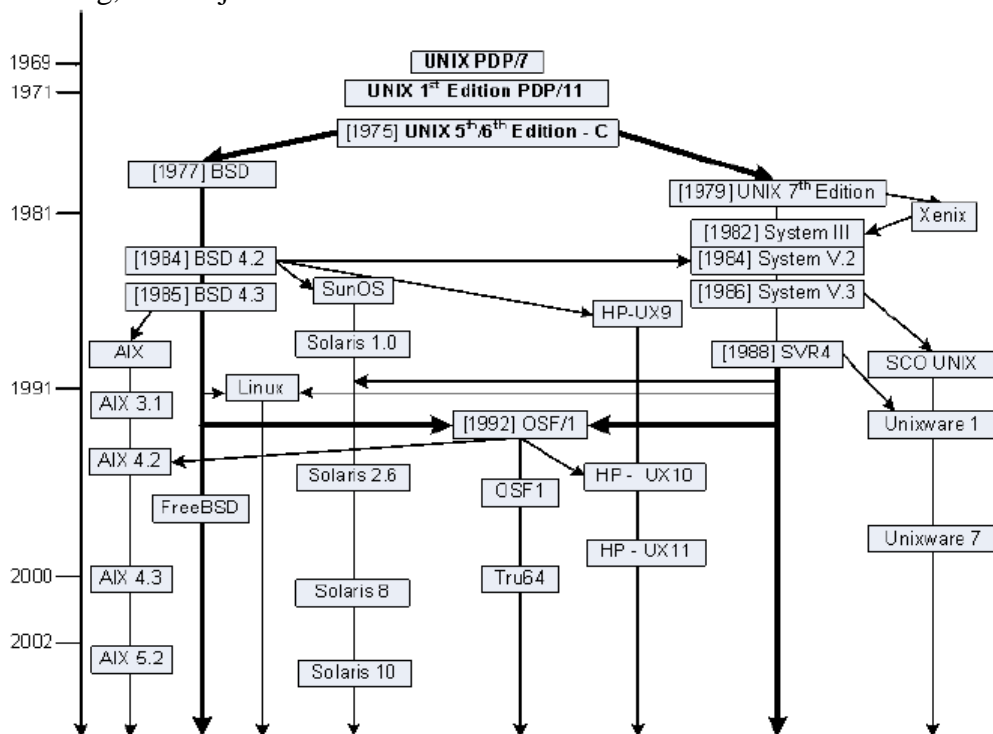 1969
UNIX PDP/7
1971
UNIX 1st Edition PDP/11
[1975] UNIX 5th/6th Edition - C
[1977] BSD
[1979] UNIX 7th Edition
1981
Xenix
[1982] System III
[1984] BSD 4.2
[1984] System V.2
[1985] BSD 4.3
SunOS
[1986] System V.3
HP-UX9
Solaris 1.0
AIX
[1988] SVR4
SCO UNIX
1991
Linux
AIX 3.1
[1992] OSF/1
Unixware 1
AIX 4.2
Solaris 2.6
HP - UX10
OSF1
FreeBSD
Unixware 7
HP - UX11
2000
AIX 4.3
Tru64
Solaris 8
2002
AIX 5.2
Solaris 10